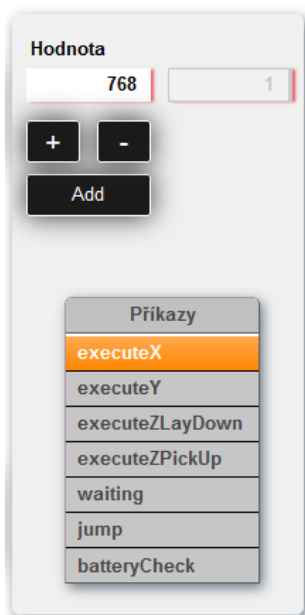 Hodnota
768 1
+ -
Add
Příkazy
executeX
executeY
executeZLayDown
executeZPickUp
waiting
jump
batteryCheck